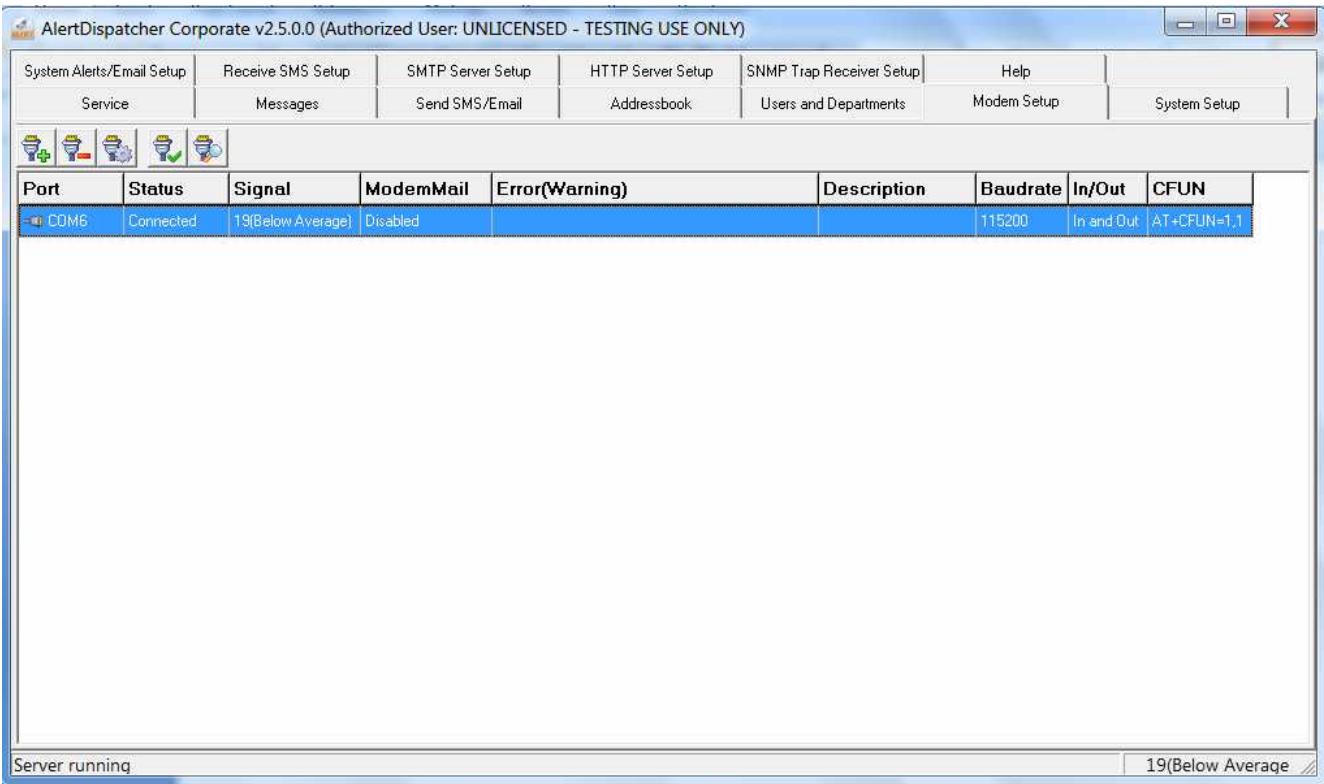 AlertDispatcher Corporate v2.5.0.0 (Authorized User: UNLICENSED - TESTING USE ONLY)
System Alerts/Email Setup Receive SMS Setup SMTP Server Setup HTTP Server Setup SNMP Trap Receiver Setup Help
Service Messages Send SMS/Email Addressbook Users and Departments Modem Setup System Setup
Port Status Signal ModemMail Error(Warning) Description Baudrate In/Out CFUN
COM6 Connected 19(Below Average) Disabled 115200 In and Out AT+CFUN=1,1
Server running 19(Below Average